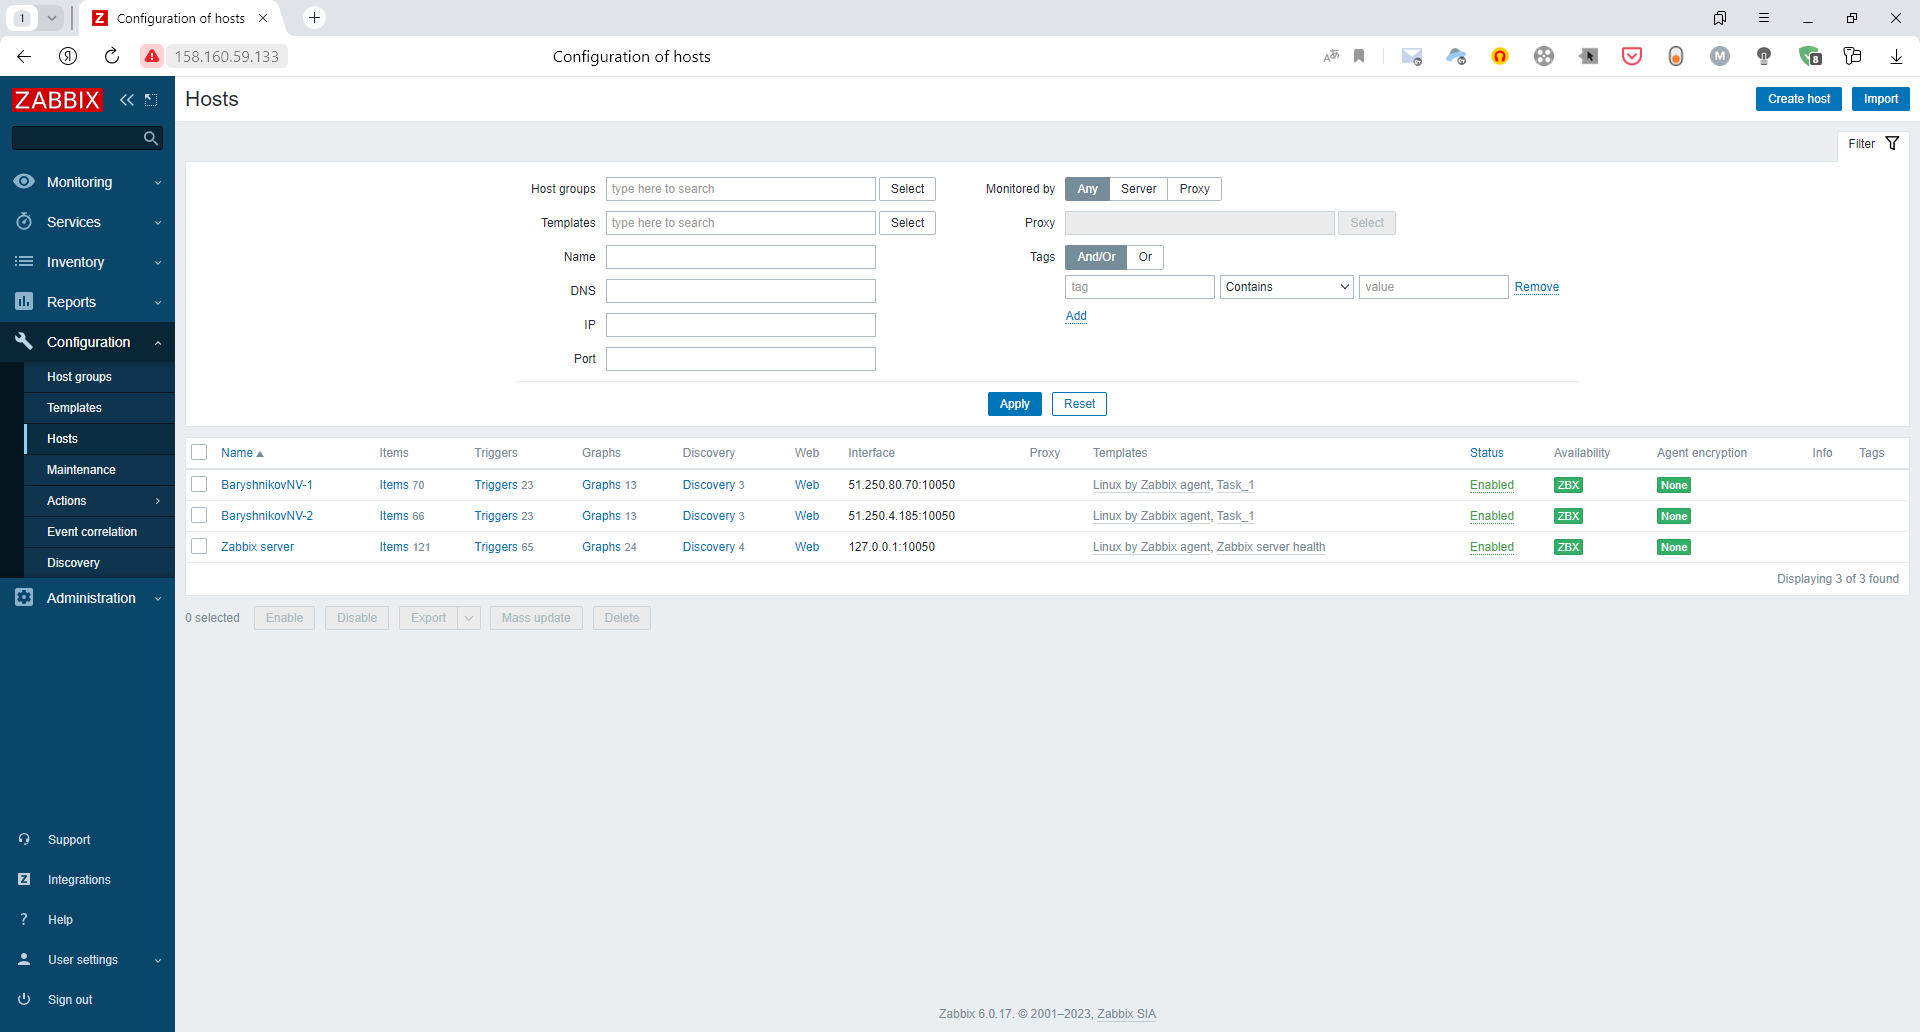 1
Configuration of hosts
158.160.59.133
Configuration of hosts
M
8
ZABBIX
Hosts
Create host
Import
Filter
Monitoring
Services
Inventory
Reports
Configuration
Host groups
Templates
Hosts
Maintenance
Actions
Event correlation
Discovery
Administration
Support
Integrations
Help
User settings
Sign out
Host groups type here to search Select
Templates type here to search Select
Name
DNS
IP
Port
Monitored by Any Server Proxy
Proxy Select
Tags And/Or Or
tag Contains value Remove
Add
Apply Reset
Name Items Triggers Graphs Discovery Web Interface Proxy Templates Status Availability Agent encryption Info Tags
BaryshnikovNV-1 Items 70 Triggers 23 Graphs 13 Discovery 3 Web 51.250.80.70:10050 Linux by Zabbix agent, Task_1 Enabled ZBX None
BaryshnikovNV-2 Items 66 Triggers 23 Graphs 13 Discovery 3 Web 51.250.4.185:10050 Linux by Zabbix agent, Task_1 Enabled ZBX None
Zabbix server Items 121 Triggers 65 Graphs 24 Discovery 4 Web 127.0.0.1:10050 Linux by Zabbix agent, Zabbix server health Enabled ZBX None
Displaying 3 of 3 found
0 selected Enable Disable Export Mass update Delete
Zabbix 6.0.17. © 2001–2023, Zabbix SIA